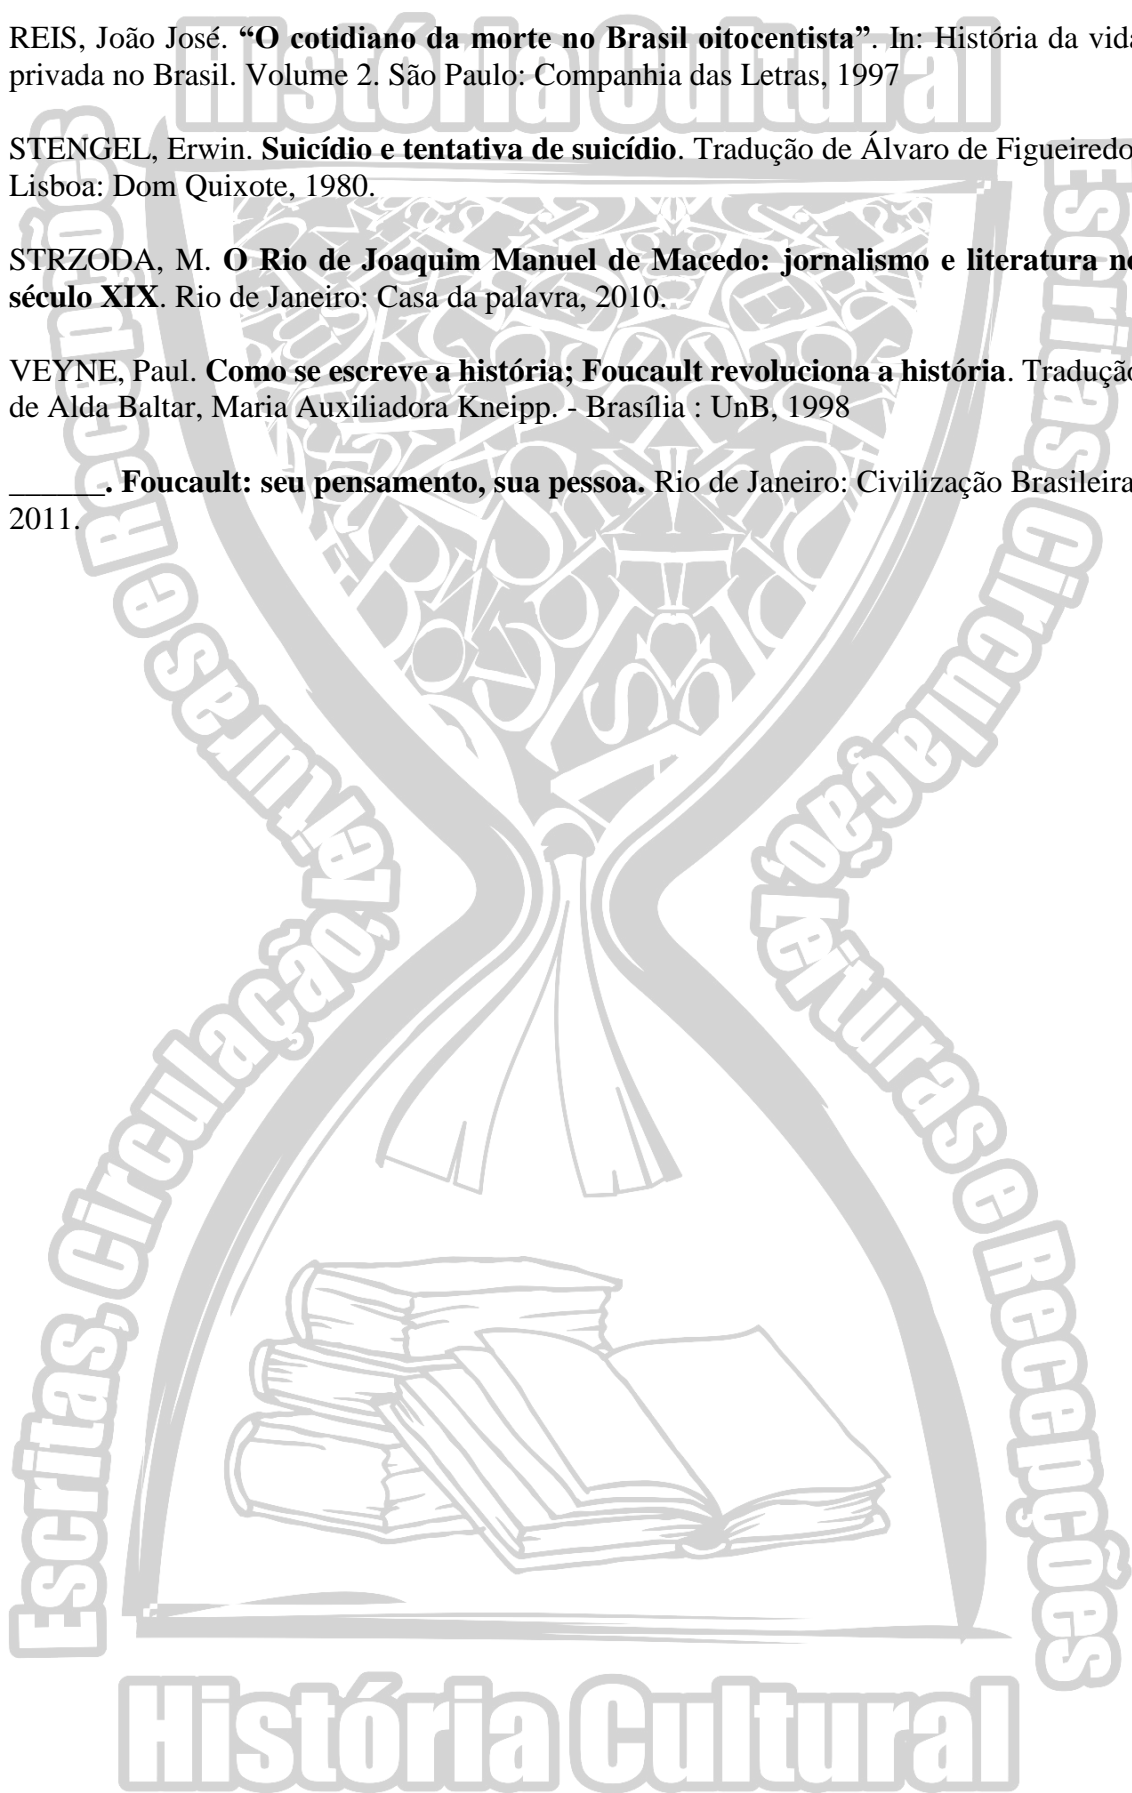 História Cultural
REIS, João José. “O cotidiano da morte no Brasil oitocentista”. In: História da vida
privada no Brasil. Volume 2. São Paulo: Companhia das Letras, 1997
STENGEL, Erwin. Suicídio e tentativa de suicídio. Tradução de Álvaro de Figueiredo.
Lisboa: Dom Quixote, 1980.
STRZODA, M. O Rio de Joaquim Manuel de Macedo: jornalismo e literatura no
século XIX. Rio de Janeiro: Casa da palavra, 2010.
VEYNE, Paul. Como se escreve a história; Foucault revoluciona a história. Tradução
de Alda Baltar, Maria Auxiliadora Kneipp. - Brasília : UnB, 1998
______. Foucault: seu pensamento, sua pessoa. Rio de Janeiro: Civilização Brasileira,
2011.
Escritas, Circulação, Leituras e Recepções
Escritas, Circulação, Leituras e Recepções
História Cultural